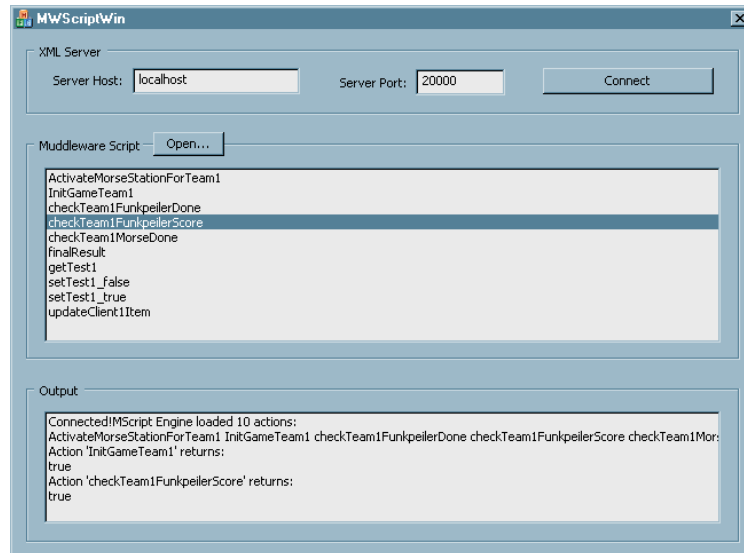 MWScriptWin
XML Server
Server Host: localhost Server Port: 20000 Connect
Muddleware Script Open...
ActivateMorseStationForTeam1
InitGameTeam1
checkTeam1FunkpeilerDone
checkTeam1FunkpeilerScore
checkTeam1MorseDone
finalResult
getTest1
setTest1_false
setTest1_true
updateClient1Item
Output
Connected!MScript Engine loaded 10 actions:
ActivateMorseStationForTeam1 InitGameTeam1 checkTeam1FunkpeilerDone checkTeam1FunkpeilerScore checkTeam1Mor
Action 'InitGameTeam1' returns:
true
Action 'checkTeam1FunkpeilerScore' returns:
true